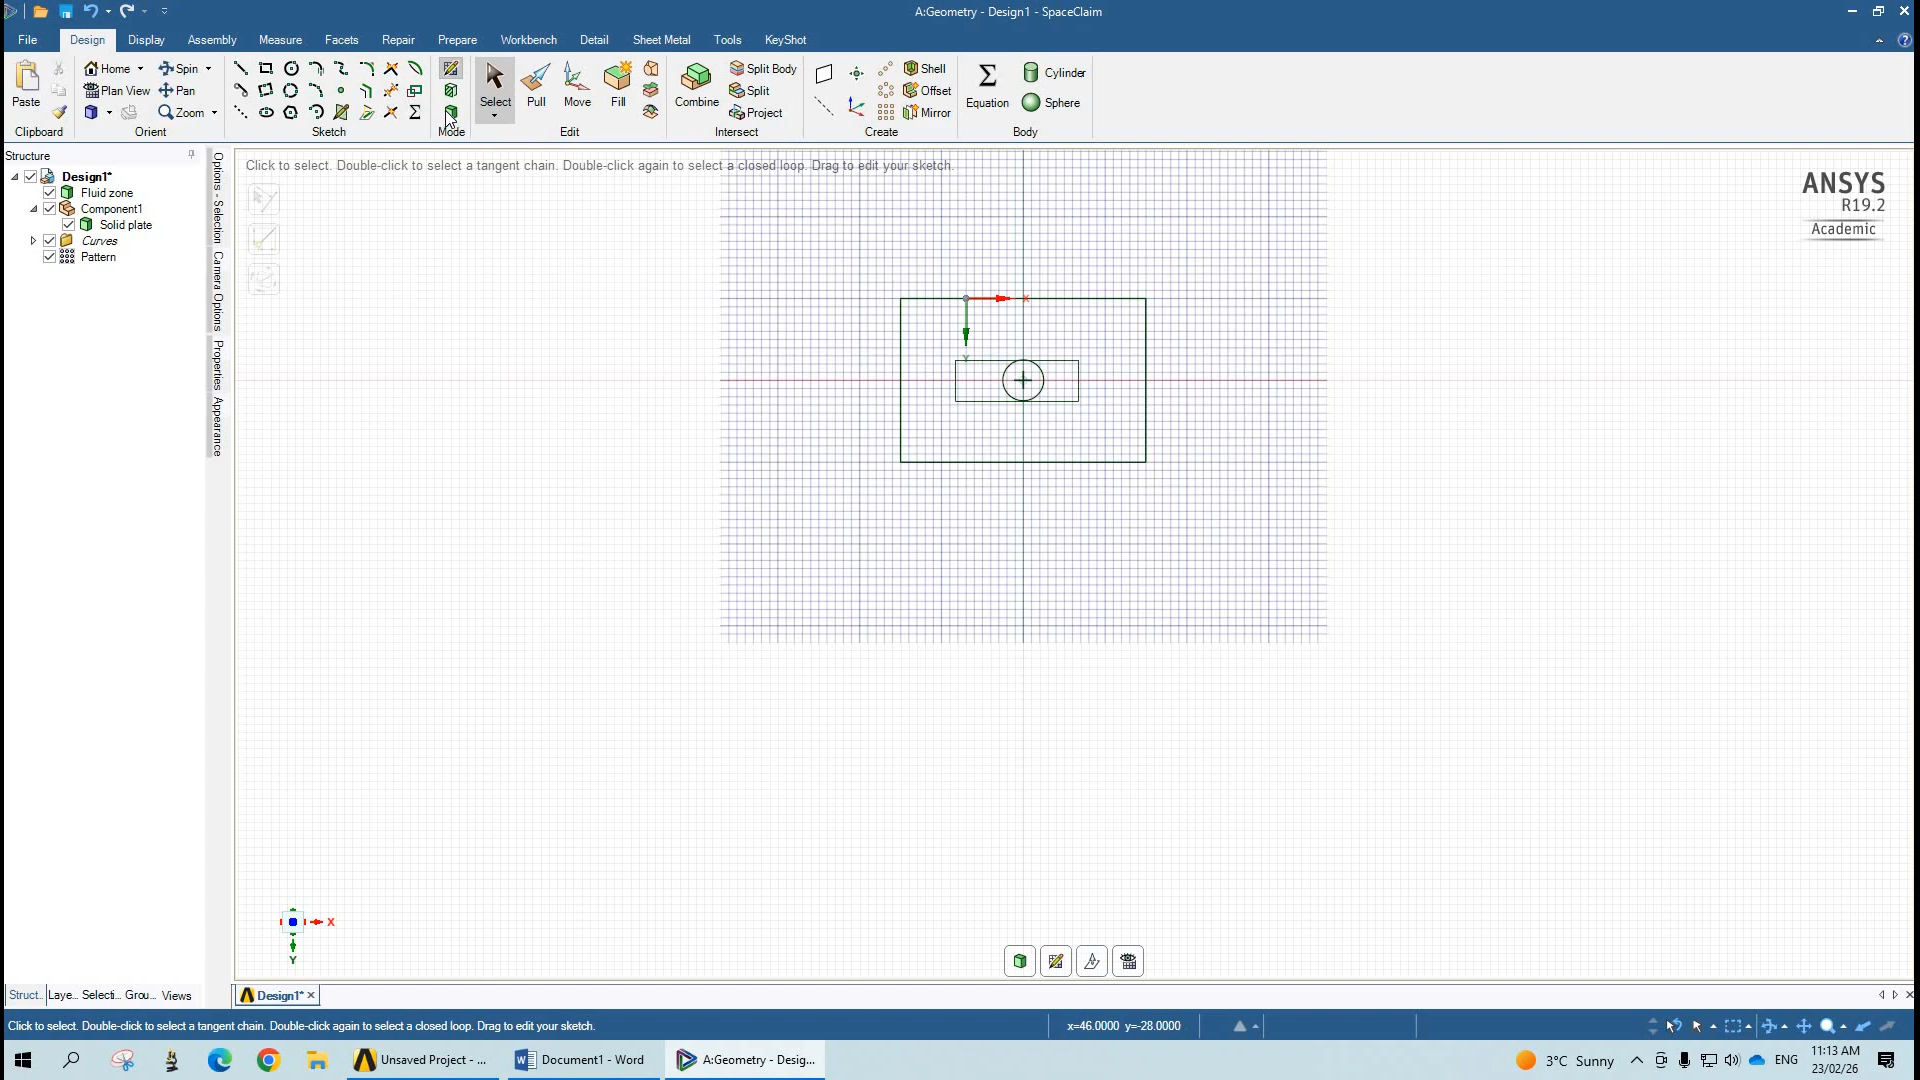 A:Geometry - Design1 - SpaceClaim
File Design Display Assembly Measure Facets Repair Prepare Workbench Detail Sheet Metal Tools KeyShot
Paste
Clipboard
Home Spin
Plan View Pan
Zoom
Orient
Sketch
Mode
Select Pull Move Fill
Edit
Combine
Split Body
Split
Project
Intersect
Shell
Offset
Mirror
Create
Equation
Cylinder
Sphere
Body
Structure
Design1*
Fluid zone
Component1
Solid plate
Curves
Pattern
Options - Selection
Camera Options
Properties
Appearance
Click to select. Double-click to select a tangent chain. Double-click again to select a closed loop. Drag to edit your sketch.
ANSYS
R19.2
Academic
X
Y
X
Y
Struct... Laye... Selecti... Grou... Views
Design1*
Click to select. Double-click to select a tangent chain. Double-click again to select a closed loop. Drag to edit your sketch.
x=46.0000 y=-28.0000
Unsaved Project - ...
Document1 - Word
A:Geometry - Desig...
3°C Sunny
ENG
11:13 AM
23/02/26